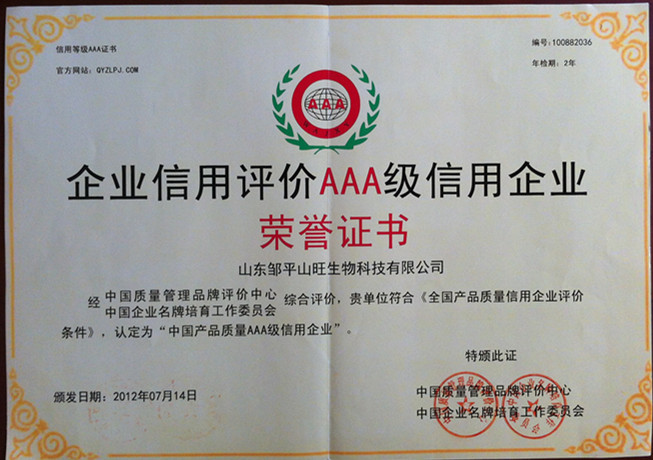 信用等级AAA证书
编号:100882036
官方网站:QYZLPJ.COM
年检期:2年
AAA
企业信用评价AAA级信用企业
荣誉证书
山东邹平山旺生物科技有限公司
经 中国质量管理品牌评价中心 综合评价,贵单位符合《全国产品质量信用企业评价
中国企业名牌培育工作委员会
条件》,认定为“中国产品质量AAA级信用企业”。
特颁此证
颁发日期:2012年07月14日
中国质量管理品牌评价中心
中国企业名牌培育工作委员会